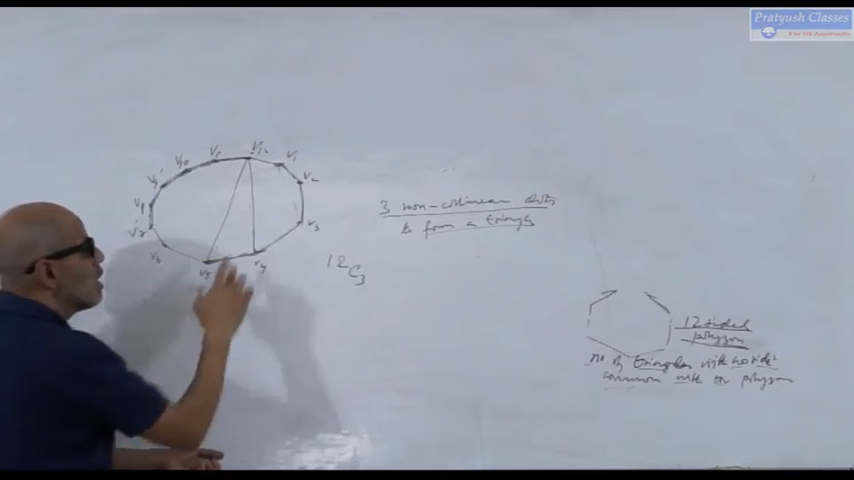 Pratyush Classes
For IIT Aspirants
V12
V11
V10
V9
V8
V7
V6
V5
V4
V3
V2
V1
3 non-collinear dots
to form a triangle
12C3
12 sided
polygon
no of triangles with no side
common with the polygon